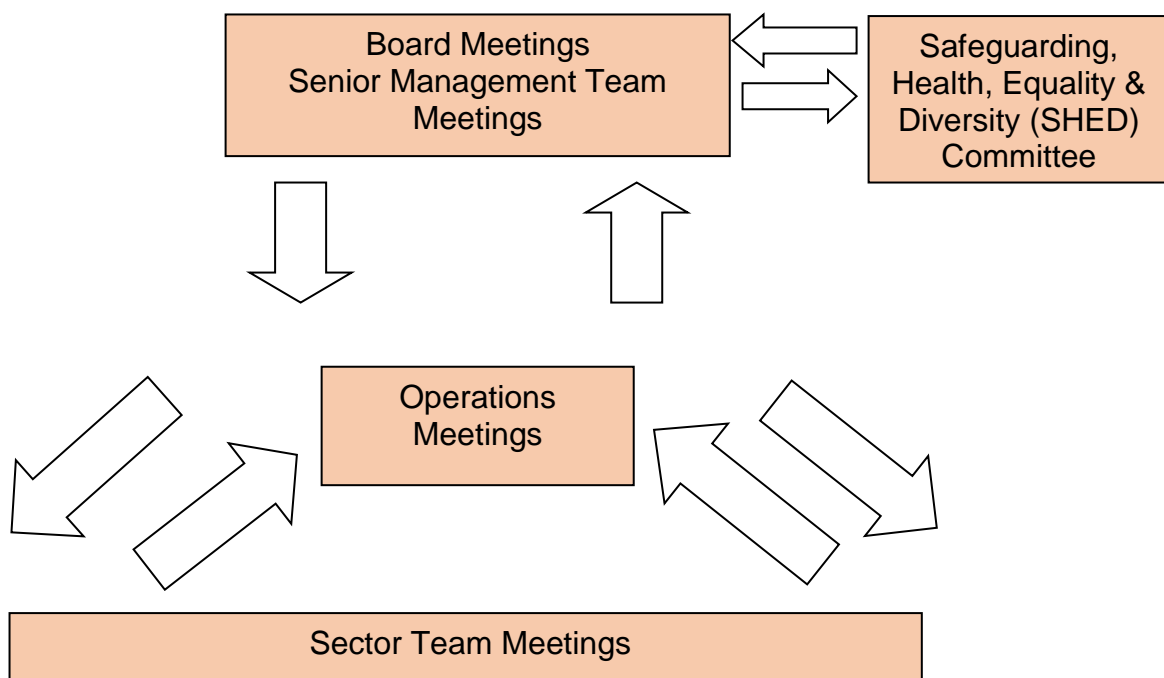 Board Meetings
Senior Management Team
Meetings
Safeguarding,
Health, Equality &
Diversity (SHED)
Committee
Operations
Meetings
Sector Team Meetings